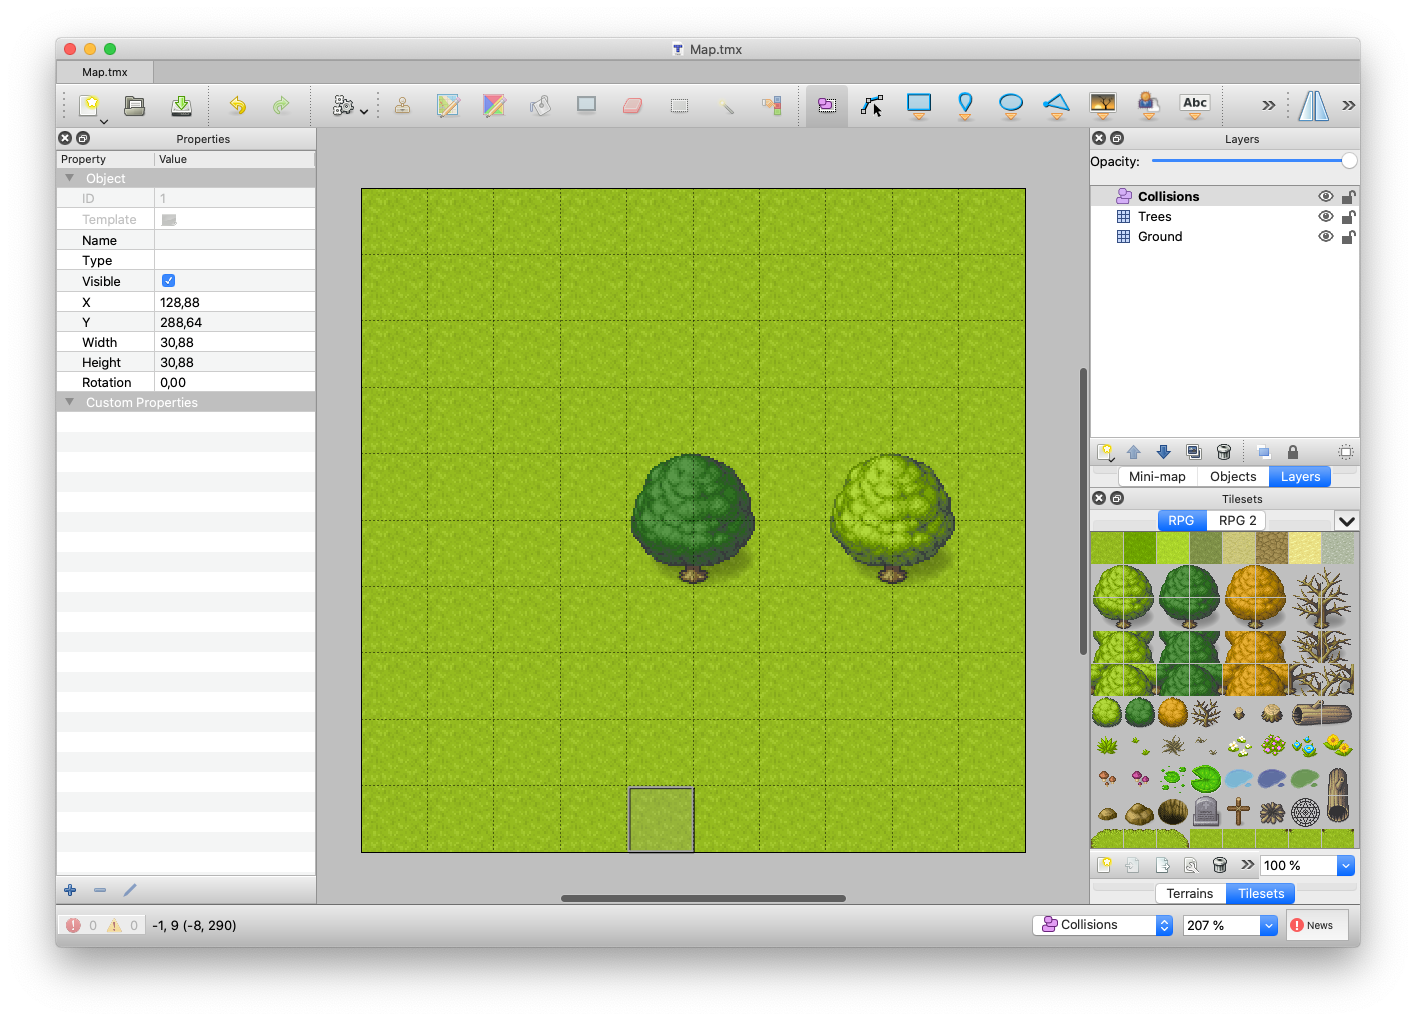 Map.tmx
Map.tmx
Abc
Properties
Property Value
Object
ID 1
Template
Name
Type
Visible
X 128,88
Y 288,64
Width 30,88
Height 30,88
Rotation 0,00
Custom Properties
Layers
Opacity:
Collisions
Trees
Ground
Mini-map Objects Layers
Tilesets
RPG RPG 2
100 %
Terrains Tilesets
0 0 -1, 9 (-8, 290)
Collisions 207 % News